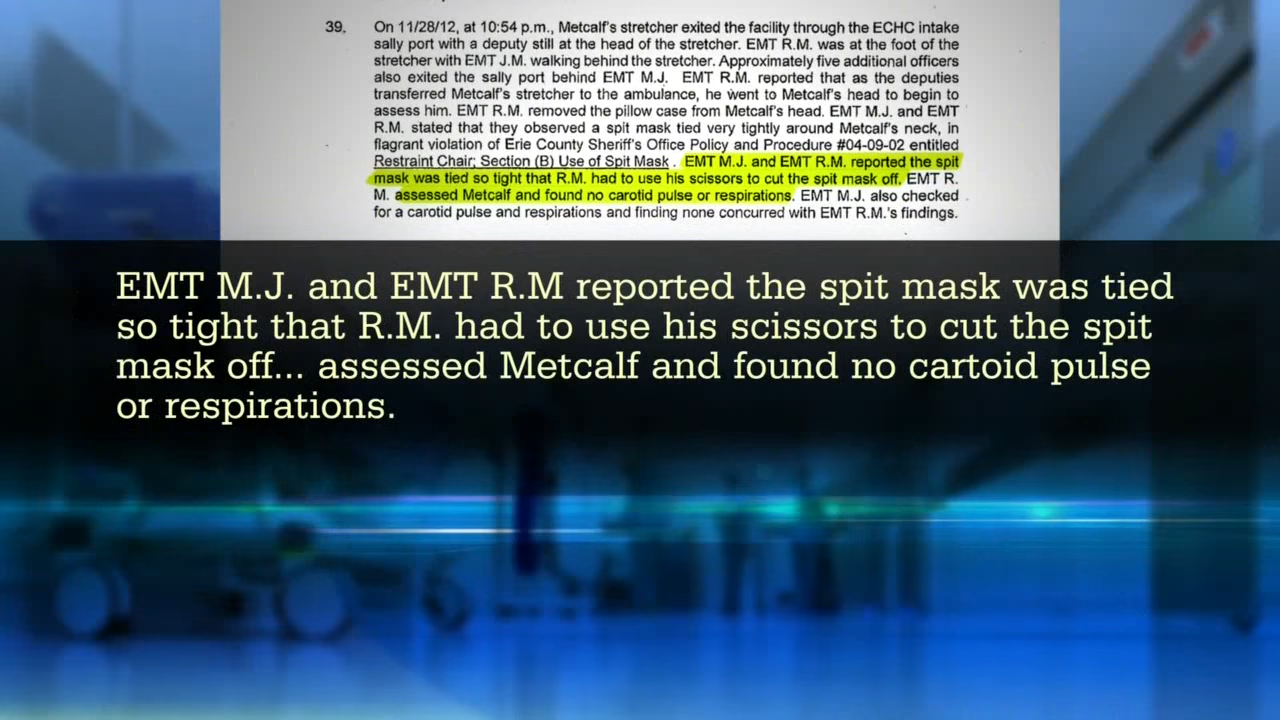 39. On 11/28/12, at 10:54 p.m., Metcalf's stretcher exited the facility through the ECHC intake
sally port with a deputy still at the head of the stretcher. EMT R.M. was at the foot of the
stretcher with EMT J.M. walking behind the stretcher. Approximately five additional officers
also exited the sally port behind EMT M.J. EMT R.M. reported that as the deputies
transferred Metcalf's stretcher to the ambulance, he went to Metcalf's head to begin to
assess him. EMT R.M. removed the pillow case from Metcalf's head. EMT M.J. and EMT
R.M. stated that they observed a spit mask tied very tightly around Metcalf's neck, in
flagrant violation of Erie County Sheriff's Office Policy and Procedure #04-09-02 entitled
Restraint Chair; Section (B) Use of Spit Mask . EMT M.J. and EMT R.M. reported the spit
mask was tied so tight that R.M. had to use his scissors to cut the spit mask off. EMT R.
M. assessed Metcalf and found no carotid pulse or respirations. EMT M.J. also checked
for a carotid pulse and respirations and finding none concurred with EMT R.M.'s findings.
EMT M.J. and EMT R.M reported the spit mask was tied
so tight that R.M. had to use his scissors to cut the spit
mask off... assessed Metcalf and found no cartoid pulse
or respirations.